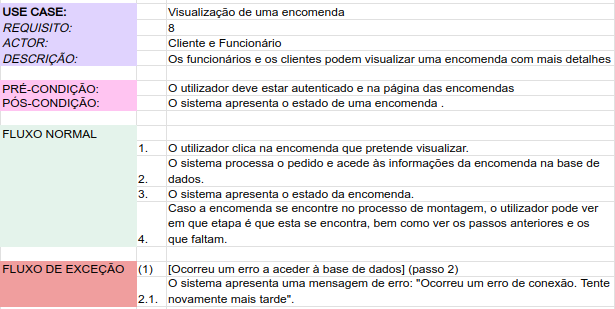 USE CASE: Visualização de uma encomenda
REQUISITO: 8
ACTOR: Cliente e Funcionário
DESCRIÇÃO: Os funcionários e os clientes podem visualizar uma encomenda com mais detalhes
PRÉ-CONDIÇÃO: O utilizador deve estar autenticado e na página das encomendas
PÓS-CONDIÇÃO: O sistema apresenta o estado de uma encomenda .
FLUXO NORMAL
1. O utilizador clica na encomenda que pretende visualizar.
O sistema processa o pedido e acede às informações da encomenda na base de
2. dados.
3. O sistema apresenta o estado da encomenda.
Caso a encomenda se encontre no processo de montagem, o utilizador pode ver
em que etapa é que esta se encontra, bem como ver os passos anteriores e os
4. que faltam.
FLUXO DE EXCEÇÃO (1) [Ocorreu um erro a aceder à base de dados] (passo 2)
O sistema apresenta uma mensagem de erro: "Ocorreu um erro de conexão. Tente
2.1. novamente mais tarde".